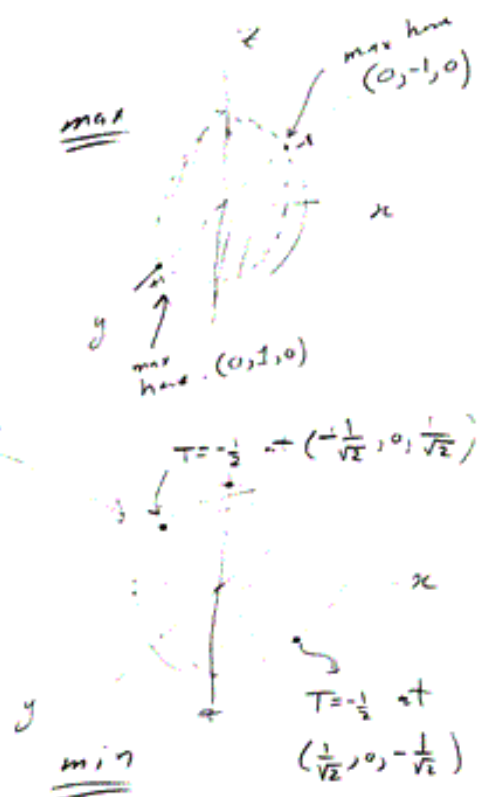 z
max here
(0,-1,0)
max
x
y
max
here (0,1,0)
T=-1/2 at (-1/√2, 0, 1/√2)
x
T=-1/2 at
y
(1/√2, 0, -1/√2)
min